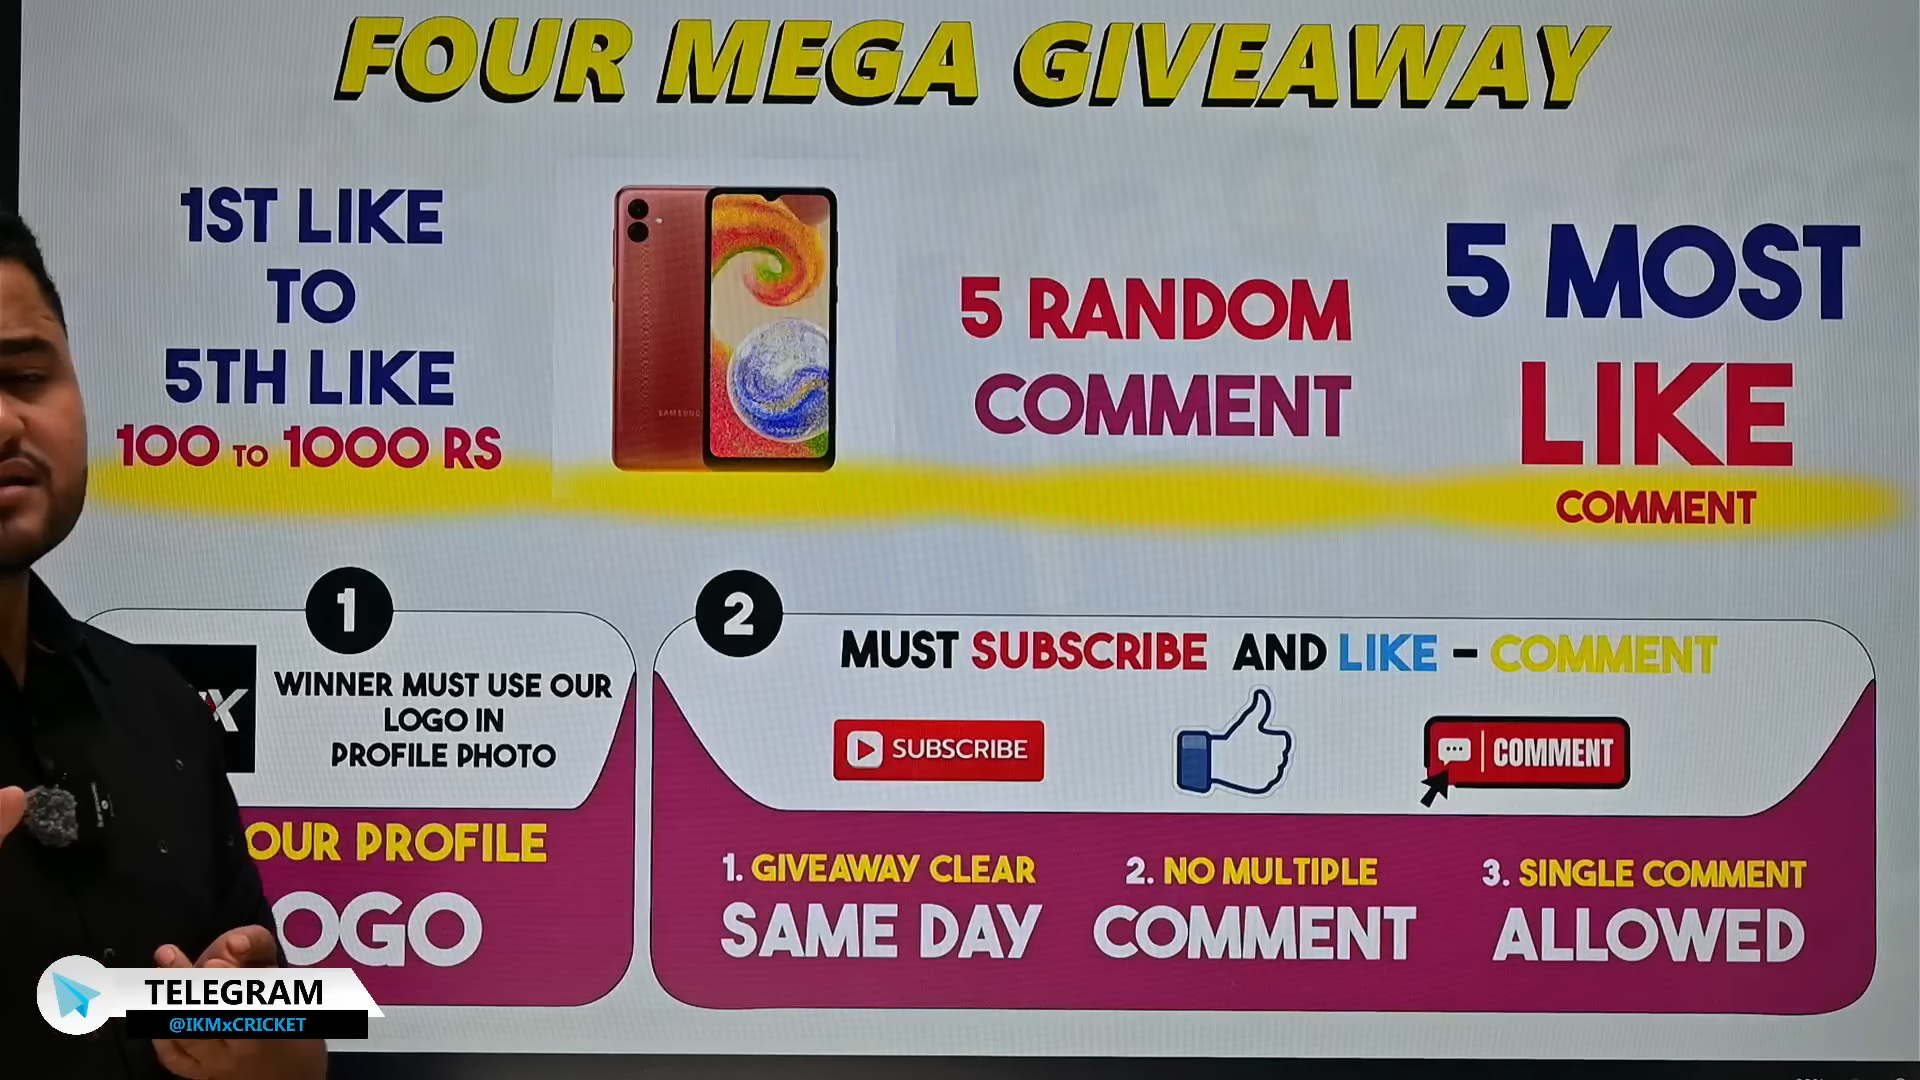 FOUR MEGA GIVEAWAY
1ST LIKE
TO
5TH LIKE
100 TO 1000 RS
SAMSUNG
5 RANDOM
COMMENT
5 MOST
LIKE
COMMENT
1
WINNER MUST USE OUR
LOGO IN
PROFILE PHOTO
OUR PROFILE
OGO
2
MUST SUBSCRIBE AND LIKE - COMMENT
SUBSCRIBE
COMMENT
1. GIVEAWAY CLEAR
SAME DAY
2. NO MULTIPLE
COMMENT
3. SINGLE COMMENT
ALLOWED
TELEGRAM
@IKMxCRICKET